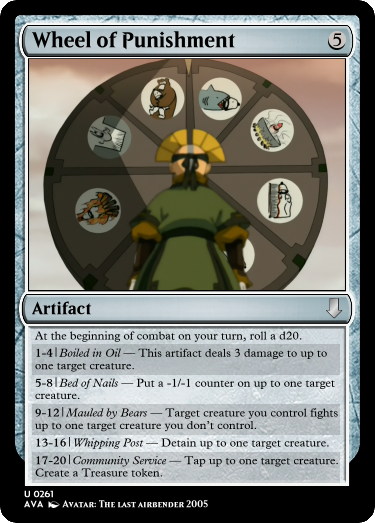 Wheel of Punishment 5
Artifact
At the beginning of combat on your turn, roll a d20.
1-4 | Boiled in Oil — This artifact deals 3 damage to up to
one target creature.
5-8 | Bed of Nails — Put a -1/-1 counter on up to one target
creature.
9-12 | Mauled by Bears — Target creature you control fights
up to one target creature you don't control.
13-16 | Whipping Post — Detain up to one target creature.
17-20 | Community Service — Tap up to one target creature.
Create a Treasure token.
U 0261
AVA Avatar: The last airbender 2005